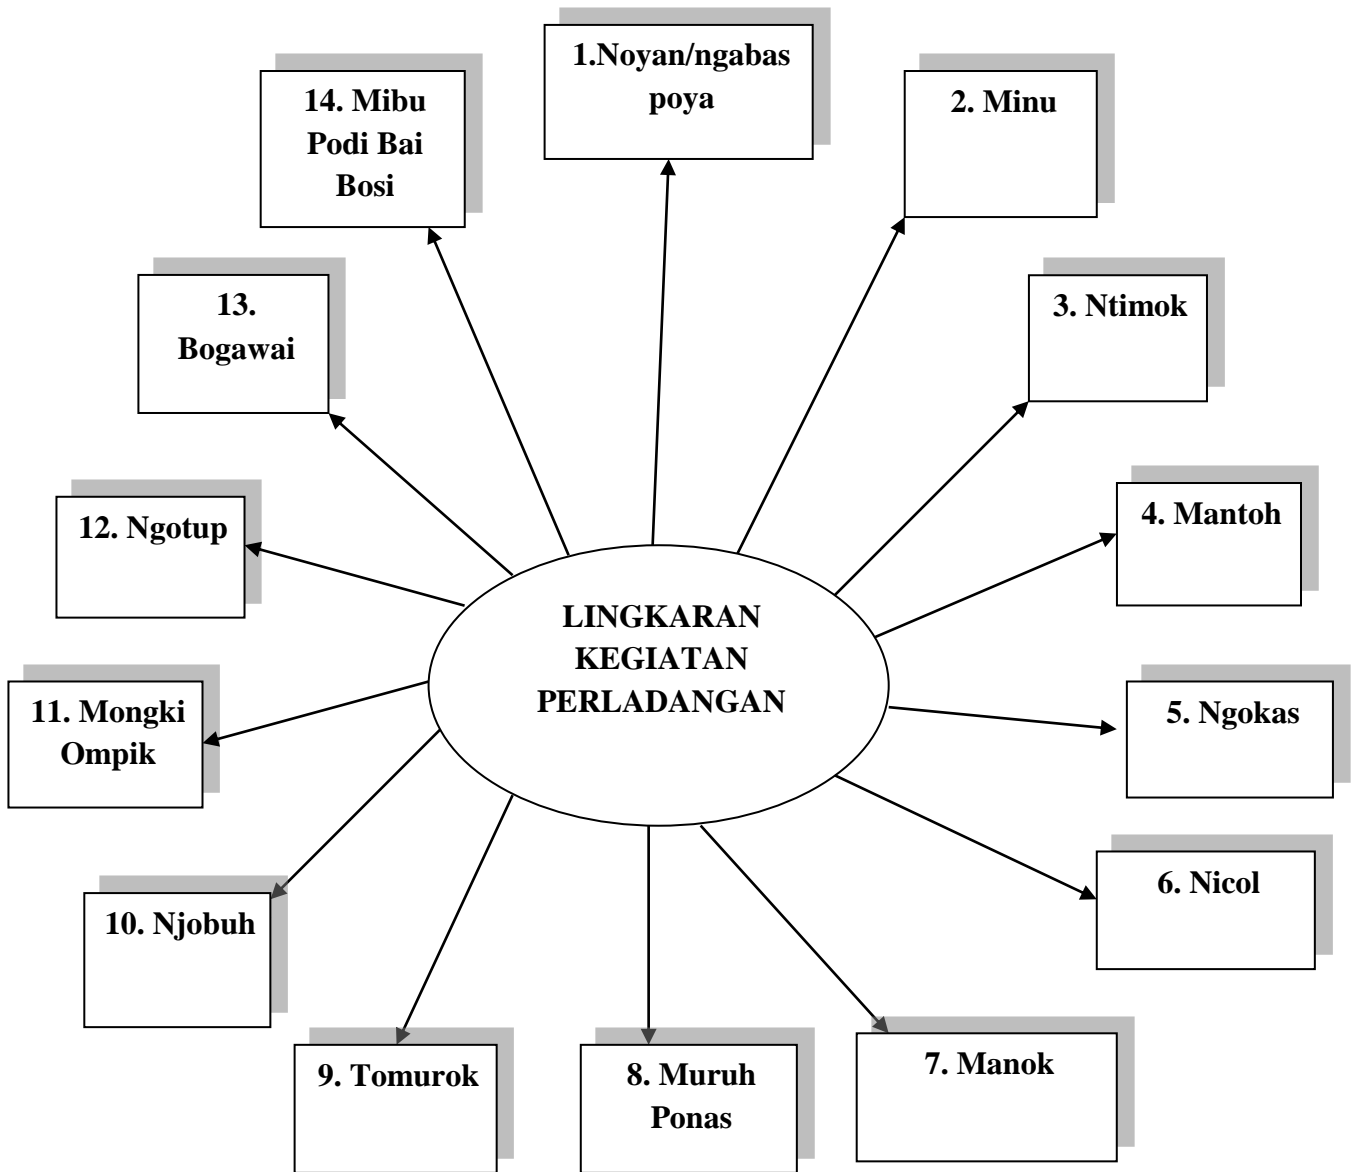 1.Noyan/ngabas
poya
2. Minu
3. Ntimok
4. Mantoh
5. Ngokas
6. Nicol
7. Manok
8. Muruh
Ponas
9. Tomurok
10. Njobuh
11. Mongki
Ompik
12. Ngotup
13.
Bogawai
14. Mibu
Podi Bai
Bosi
LINGKARAN
KEGIATAN
PERLADANGAN